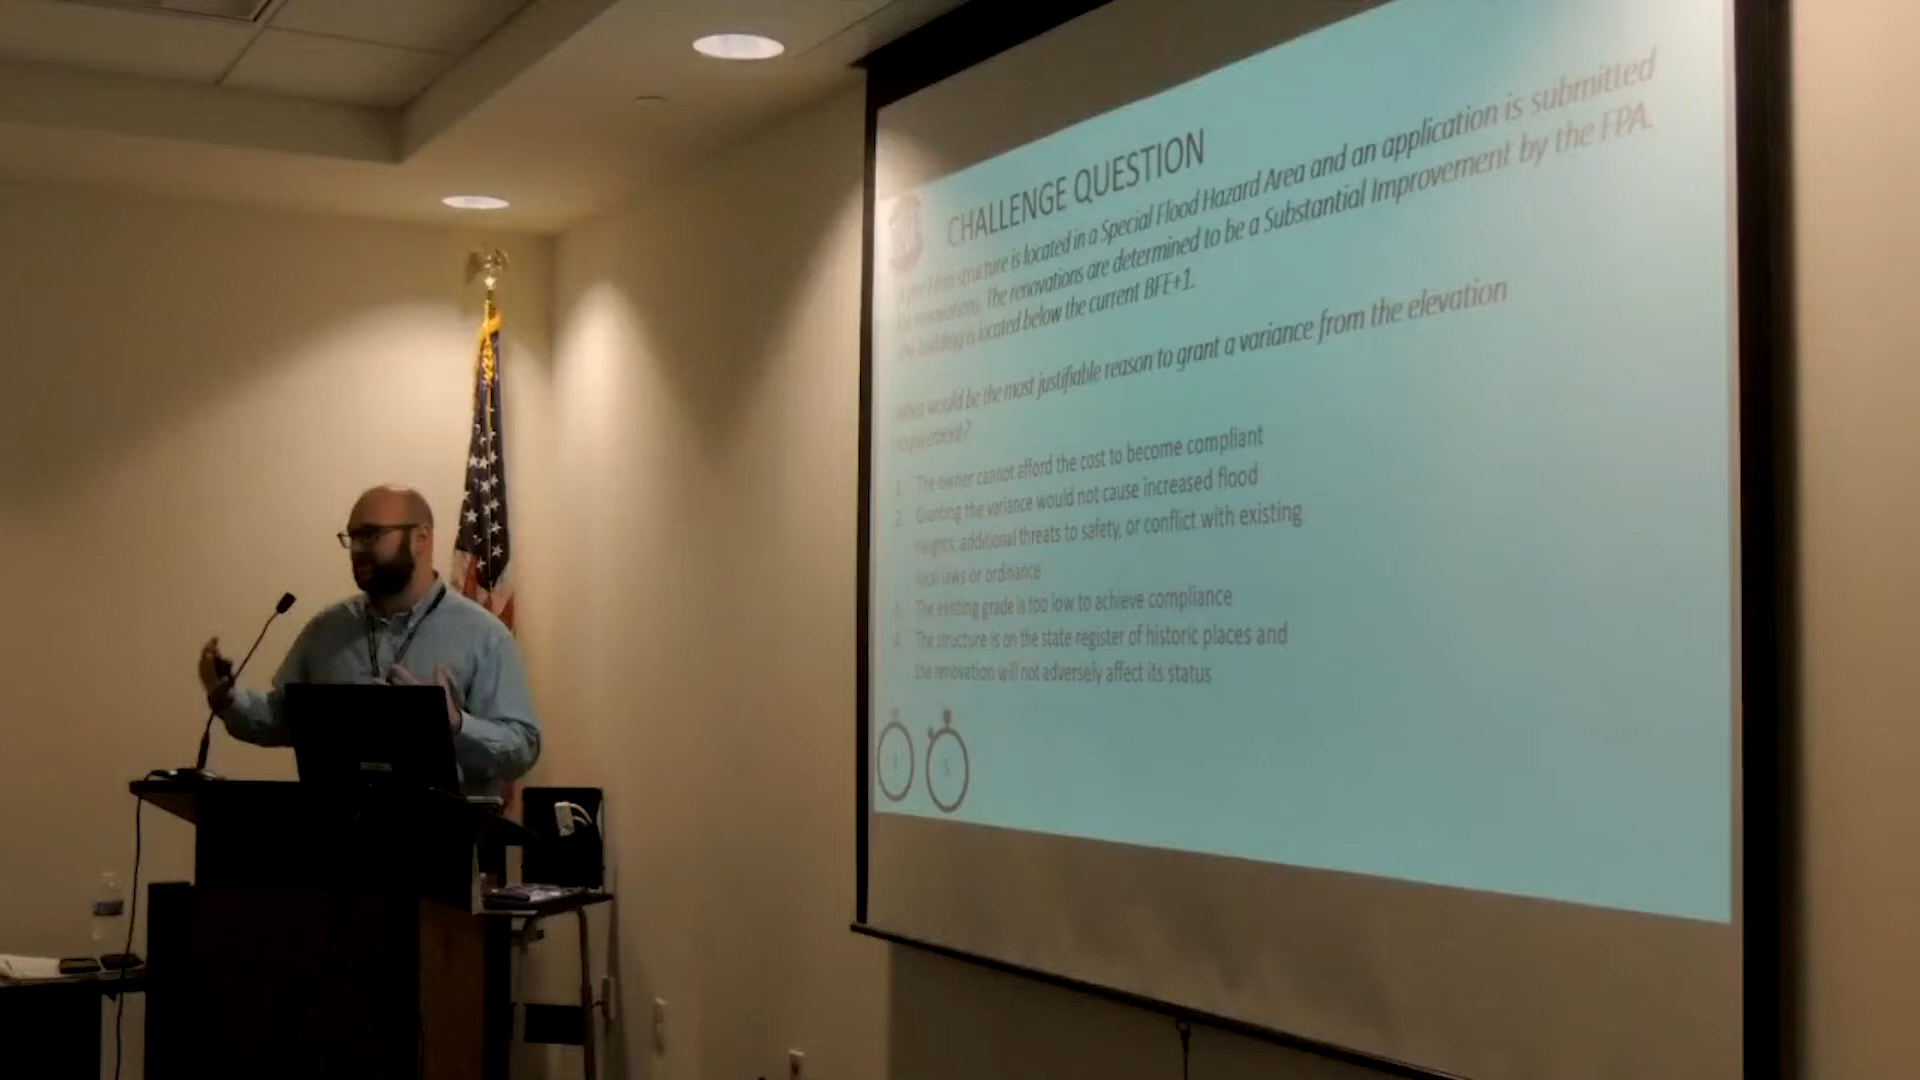 CHALLENGE QUESTION
structure is located in a Special Flood Hazard Area and an application is submitted
renovations. The renovations are determined to be a Substantial Improvement by the FPA.
the building is located below the current BFE+1.
What would be the most justifiable reason to grant a variance from the elevation
requirement?
1. The owner cannot afford the cost to become compliant
2. Granting the variance would not cause increased flood
heights, additional threats to safety, or conflict with existing
local laws or ordinance
3. The existing grade is too low to achieve compliance
4. The structure is on the state register of historic places and
the renovation will not adversely affect its status